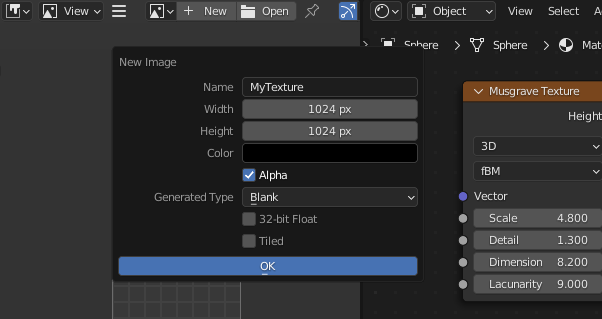 View
New
Open
Object
View
Select
Sphere
Sphere
New Image
Name
MyTexture
Width
1024 px
Height
1024 px
Color
Alpha
Generated Type
Blank
32-bit Float
Tiled
OK
Musgrave Texture
Height
3D
fBM
Vector
Scale 4.800
Detail 1.300
Dimension 8.200
Lacunarity 9.000